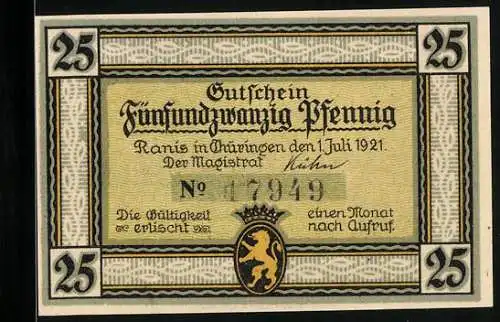 25 25
Gutschein
Fünfundzwanzig Pfennig
Ranis in Thüringen den 1. Juli 1921.
Der Magistrat Kühn
No 17949
Die Gültigkeit einen Monat
erlischt nach Aufruf.
25 25